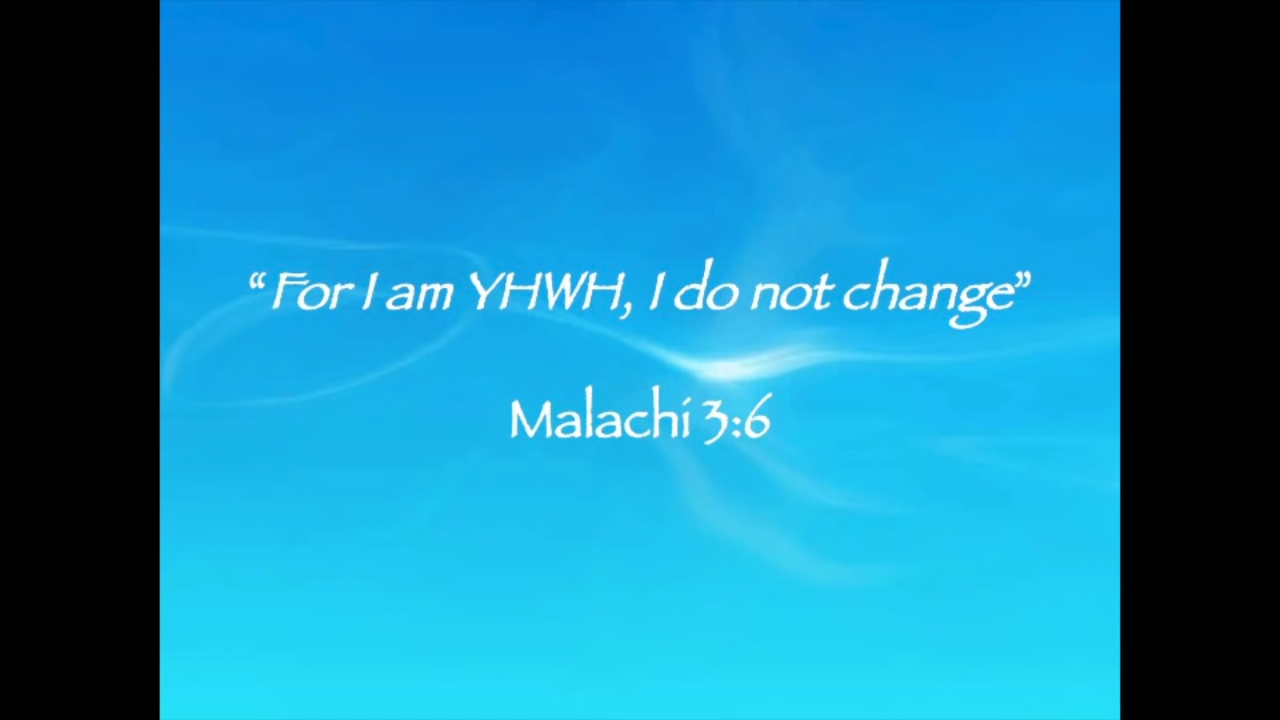 “For I am YHWH, I do not change”
Malachi 3:6